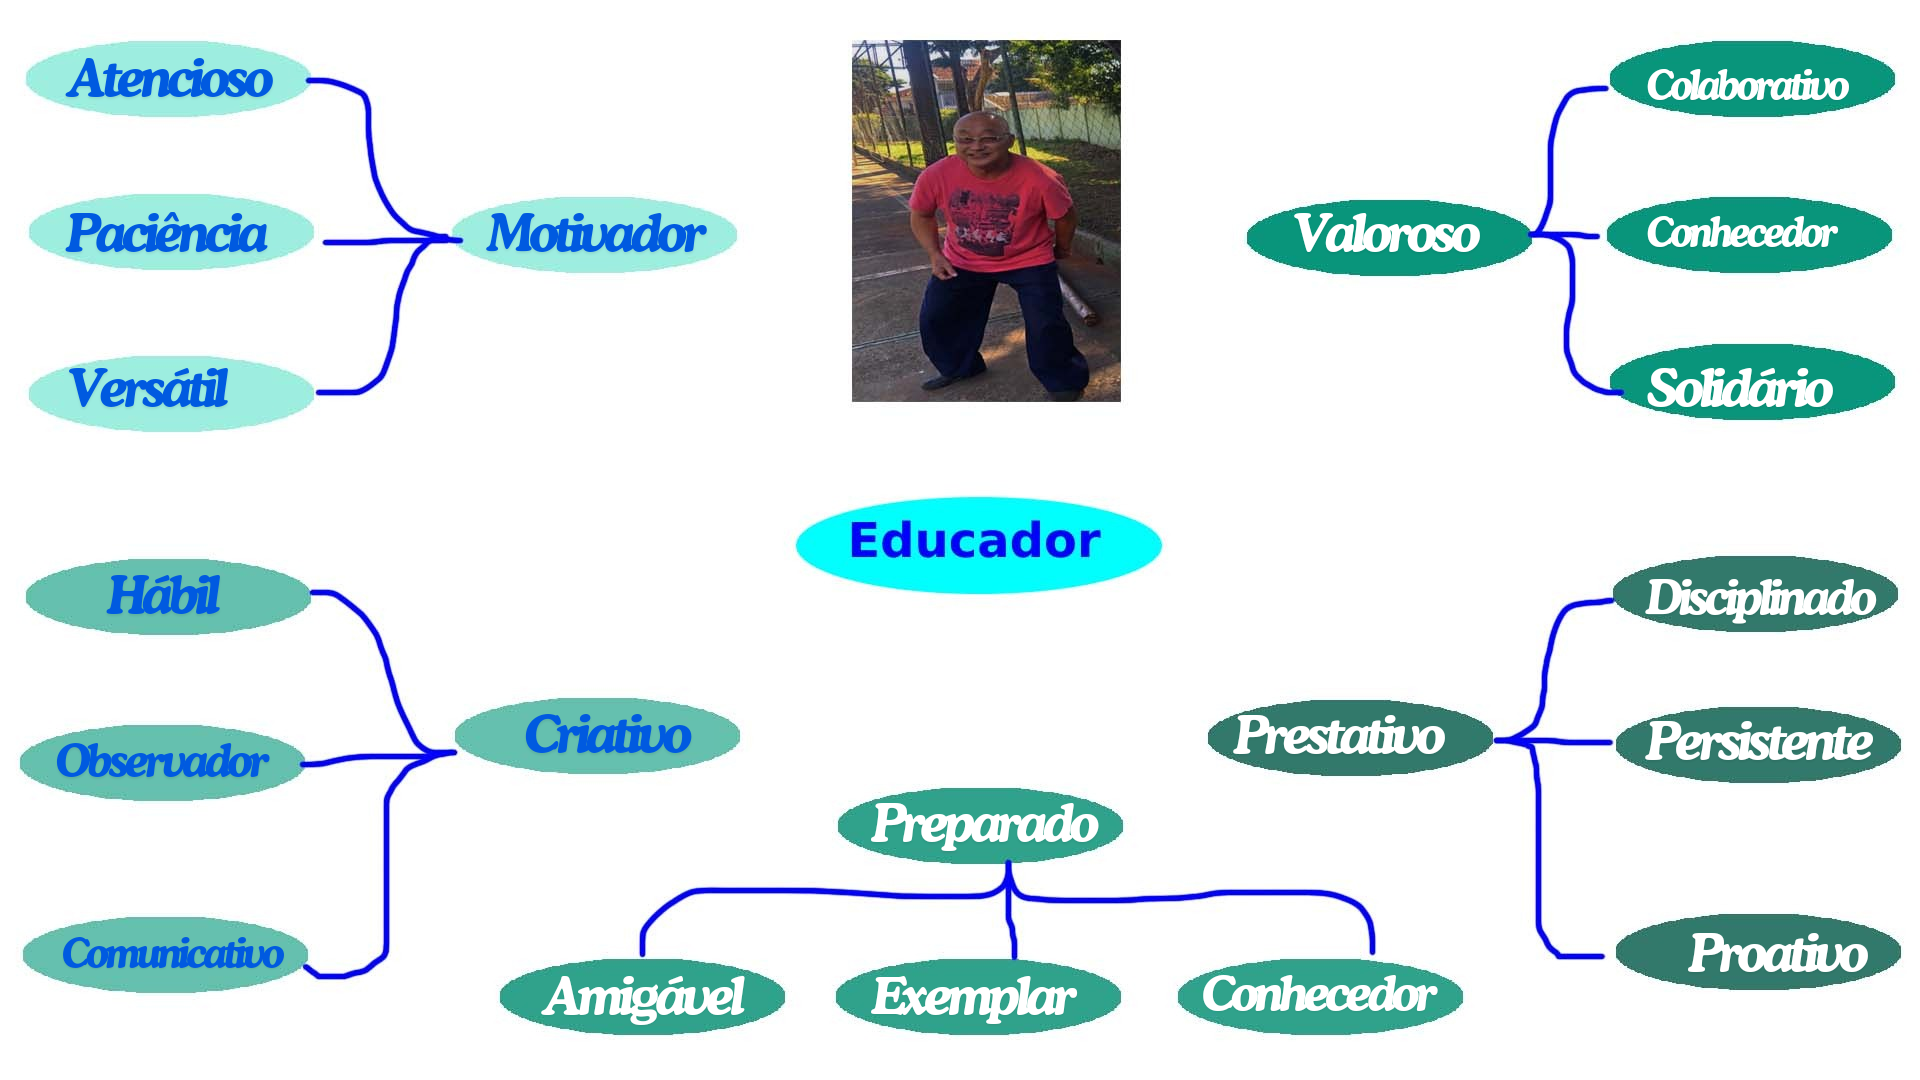 Atencioso
Paciência
Motivador
Versátil
Colaborativo
Valoroso
Conhecedor
Solidário
Educador
Hábil
Observador
Criativo
Comunicativo
Disciplinado
Prestativo
Persistente
Proativo
Preparado
Amigável
Exemplar
Conhecedor